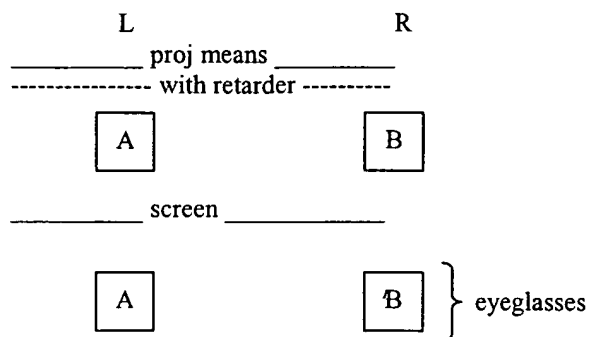 L R
proj means
with retarder
A B
screen
A B eyeglasses